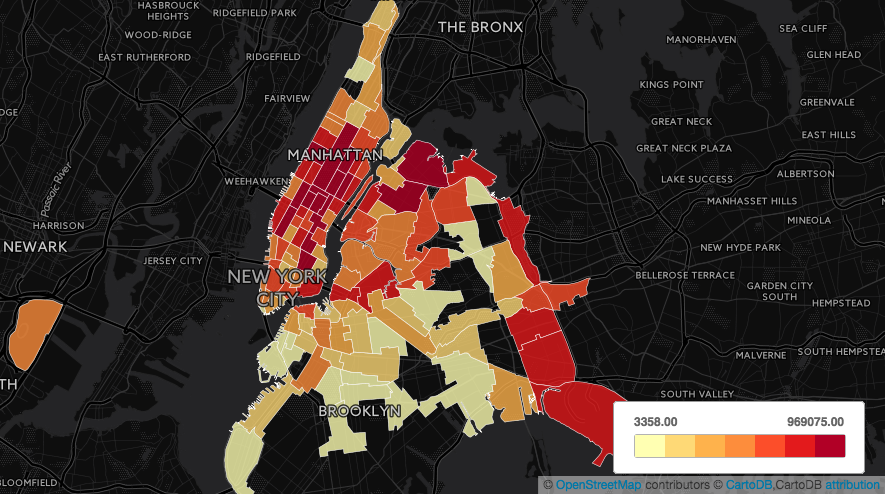 HASBROUCK
HEIGHTS
RIDGEFIELD PARK
THE BRONX
SEA CLIFF
WOOD-RIDGE
MANORHAVEN
EAST RUTHERFORD
RIDGEFIELD
GLEN HEAD
KINGS POINT
FAIRVIEW
GREENVALE
DGE
GREAT NECK
EAST HILLS
MANHATTAN
GREAT NECK PLAZA
WEEHAWKEN
LAKE SUCCESS
ALBERTSON
Passaic River
MANHASSET HILLS
M
HARRISON
MINEOLA
NEWARK
NEW HYDE PARK
JERSEY CITY
NEW YORK
CITY
BELLEROSE TERRACE
GARDEN CITY
SOUTH
HEMPSTEAD
MALVERNE
SOUTH HEMPSTEA
TH
SOUTH VALLEY
BROOKLYN
3358.00
969075.00
BLOOMFIELD
© OpenStreetMap contributors © CartoDB,CartoDB attribution